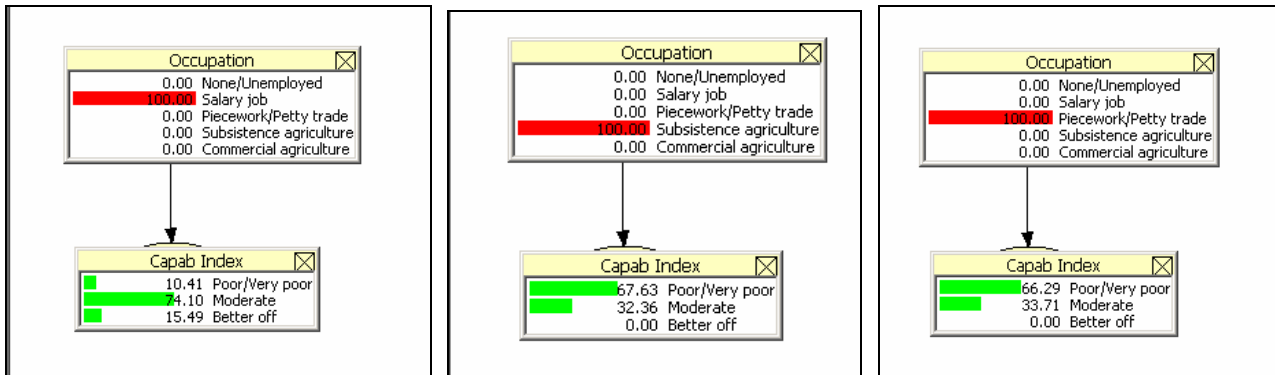 Occupation
0.00 None/Unemployed
100.00 Salary job
0.00 Piecework/Petty trade
0.00 Subsistence agriculture
0.00 Commercial agriculture
Capab Index
10.41 Poor/Very poor
74.10 Moderate
15.49 Better off
Occupation
0.00 None/Unemployed
0.00 Salary job
0.00 Piecework/Petty trade
100.00 Subsistence agriculture
0.00 Commercial agriculture
Capab Index
67.63 Poor/Very poor
32.36 Moderate
0.00 Better off
Occupation
0.00 None/Unemployed
0.00 Salary job
100.00 Piecework/Petty trade
0.00 Subsistence agriculture
0.00 Commercial agriculture
Capab Index
66.29 Poor/Very poor
33.71 Moderate
0.00 Better off